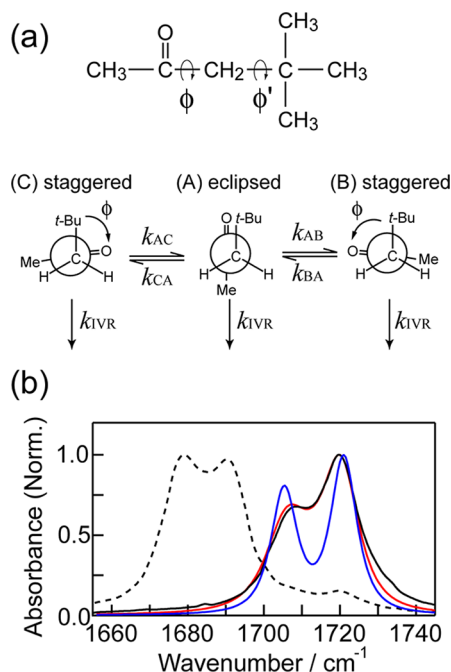 (a)
O
CH3
CH3 C CH2 C CH3
ϕ ϕ'
CH3
(C) staggered (A) eclipsed (B) staggered
t-Bu ϕ O t-Bu ϕ t-Bu
kAC kAB
Me O C H H C H H O C Me H H
kCA kBA
Me
kIVR kIVR kIVR
(b)
Absorbance (Norm.)
1.0
0.5
0.0
1660 1680 1700 1720 1740
Wavenumber / cm-1